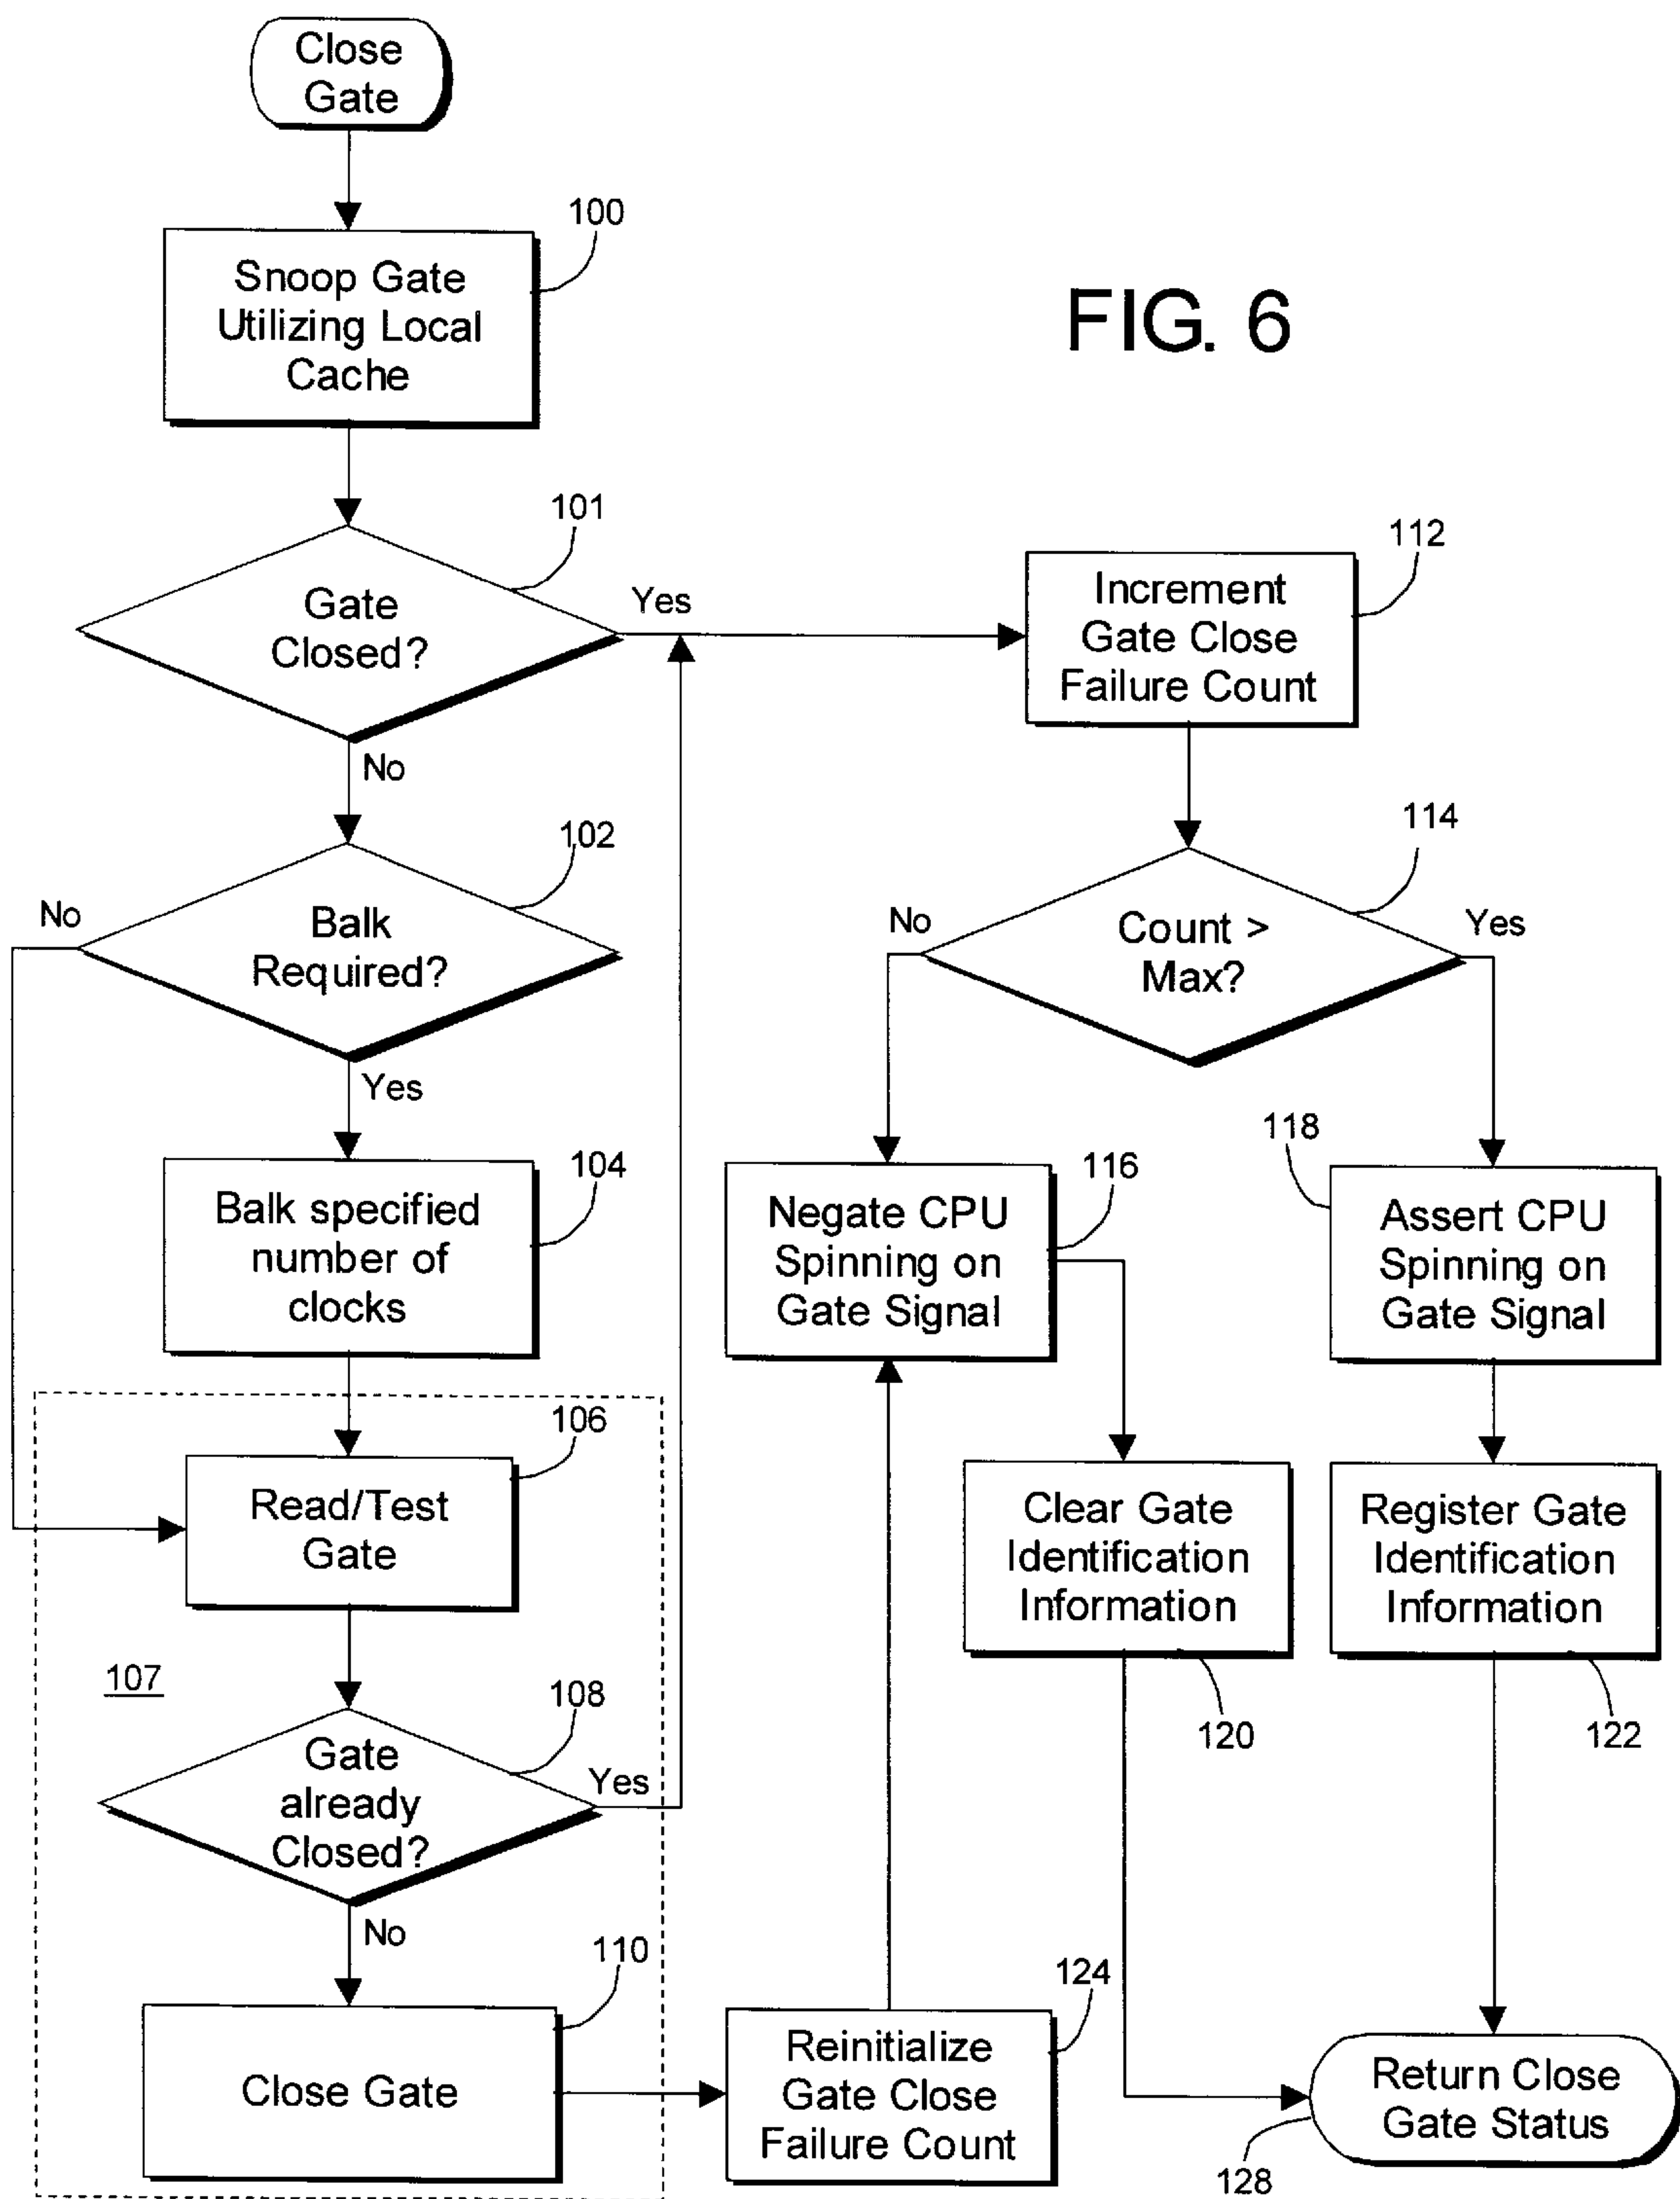 Close
Gate
100
Snoop Gate
Utilizing Local
Cache
FIG. 6
101
Gate
Closed?
Yes
No
112
Increment
Gate Close
Failure Count
102
No
Balk
Required?
Yes
114
No
Count >
Max?
Yes
104
Balk specified
number of
clocks
116
Negate CPU
Spinning on
Gate Signal
118
Assert CPU
Spinning on
Gate Signal
106
Read/Test
Gate
Clear Gate
Identification
Information
120
Register Gate
Identification
Information
122
107
108
Gate
already
Closed?
Yes
No
110
Close Gate
124
Reinitialize
Gate Close
Failure Count
Return Close
Gate Status
128